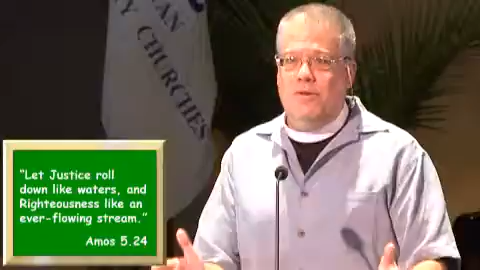 CHURCHES
“Let Justice roll
down like waters, and
Righteousness like an
ever-flowing stream.”
Amos 5.24